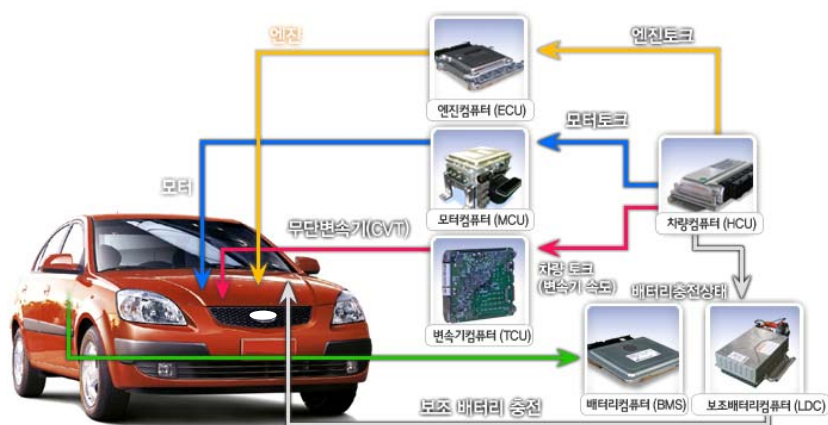 엔진
엔진토크
엔진컴퓨터 (ECU)
모터토크
모터
모터컴퓨터 (MCU)
차량컴퓨터 (HCU)
무단변속기(CVT)
차량 토크
(변속기 속도)
배터리충전상태
변속기컴퓨터 (TCU)
배터리컴퓨터 (BMS)
보조배터리컴퓨터 (LDC)
보조 배터리 충전